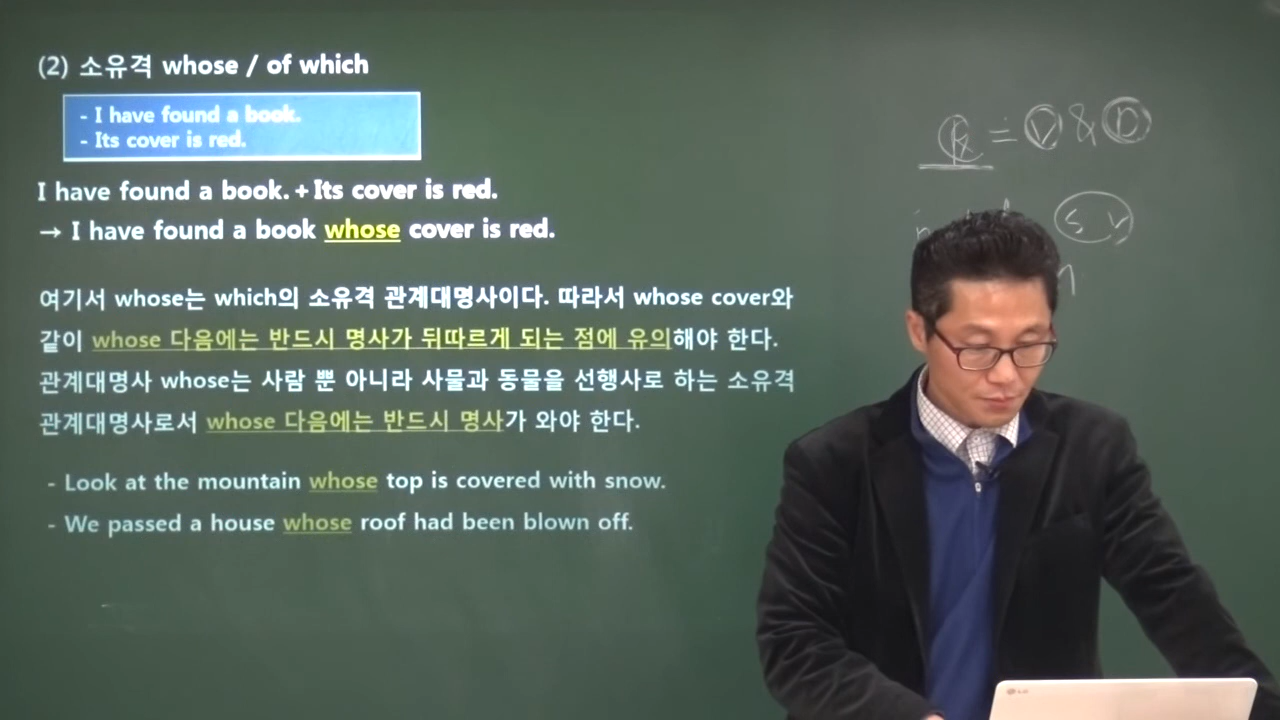 (2) 소유격 whose / of which
- I have found a book.
- Its cover is red.
I have found a book. + Its cover is red.
→ I have found a book whose cover is red.
여기서 whose는 which의 소유격 관계대명사이다. 따라서 whose cover와
같이 whose 다음에는 반드시 명사가 뒤따르게 되는 점에 유의해야 한다.
관계대명사 whose는 사람 뿐 아니라 사물과 동물을 선행사로 하는 소유격
관계대명사로서 whose 다음에는 반드시 명사가 와야 한다.
- Look at the mountain whose top is covered with snow.
- We passed a house whose roof had been blown off.
S V
LG